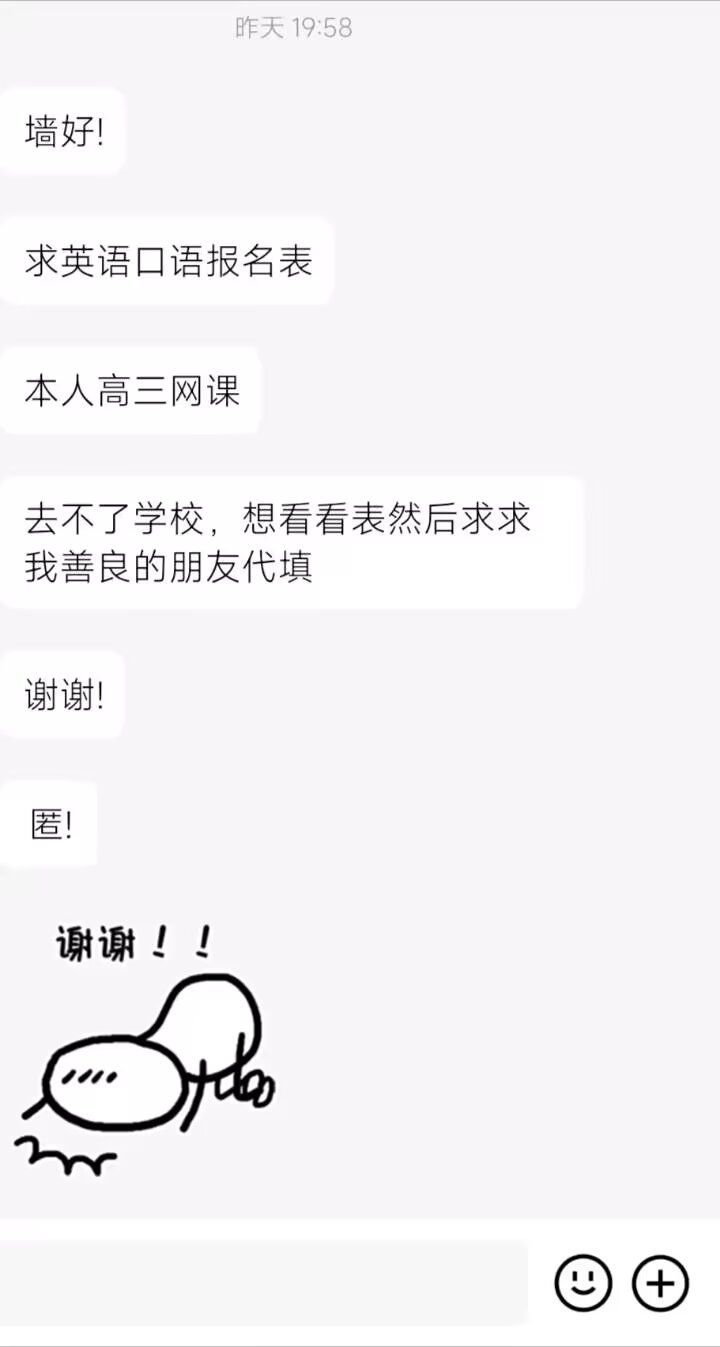 昨天 19:58
墙好!
求英语口语报名表
本人高三网课
去不了学校，想看看表然后求求
我善良的朋友代填
谢谢!
匿!
谢谢！！